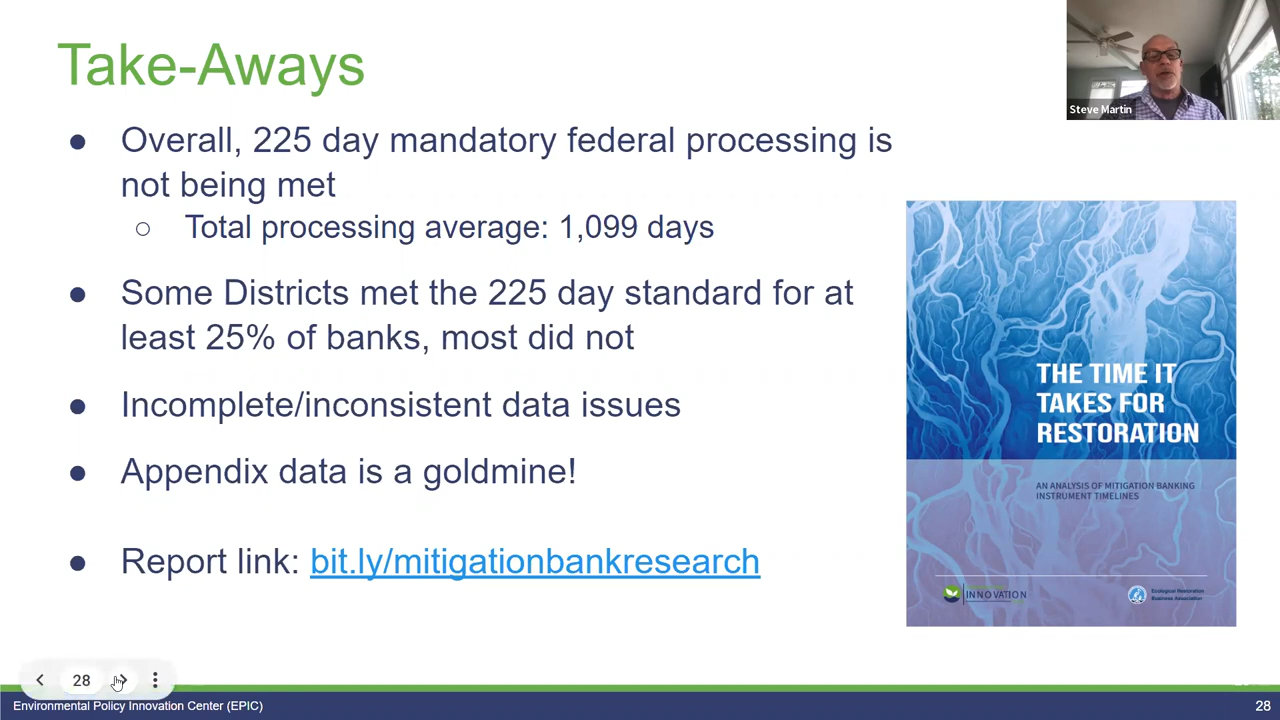 Take-Aways
Steve Martin
● Overall, 225 day mandatory federal processing is
not being met
○ Total processing average: 1,099 days
● Some Districts met the 225 day standard for at
least 25% of banks, most did not
● Incomplete/inconsistent data issues
● Appendix data is a goldmine!
● Report link: bit.ly/mitigationbankresearch
THE TIME IT
TAKES FOR
RESTORATION
AN ANALYSIS OF MITIGATION BANKING
INSTRUMENT TIMELINES
INNOVATION
Ecological Restoration
Business Association
28
Environmental Policy Innovation Center (EPIC)
28